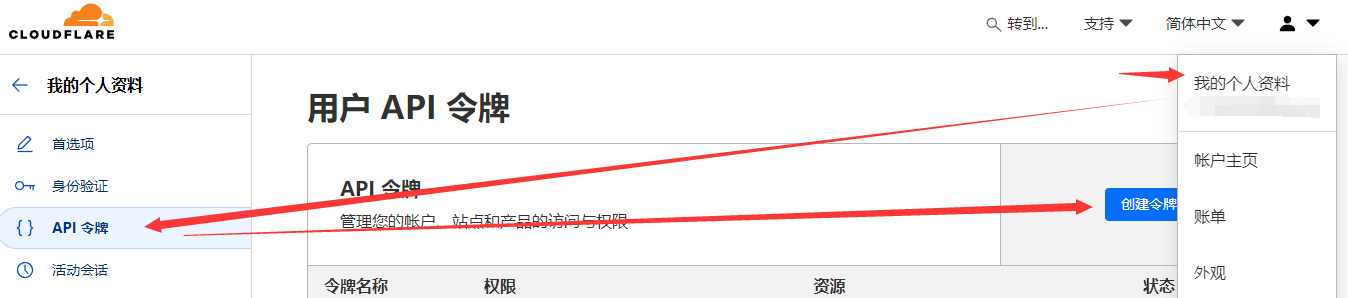 CLOUDFLARE
转到...
支持
简体中文
我的个人资料
首选项
身份验证
API 令牌
活动会话
用户 API 令牌
API 令牌
管理您的帐户、站点和产品的访问与权限
创建令牌
令牌名称
权限
资源
状态
我的个人资料
帐户主页
账单
外观